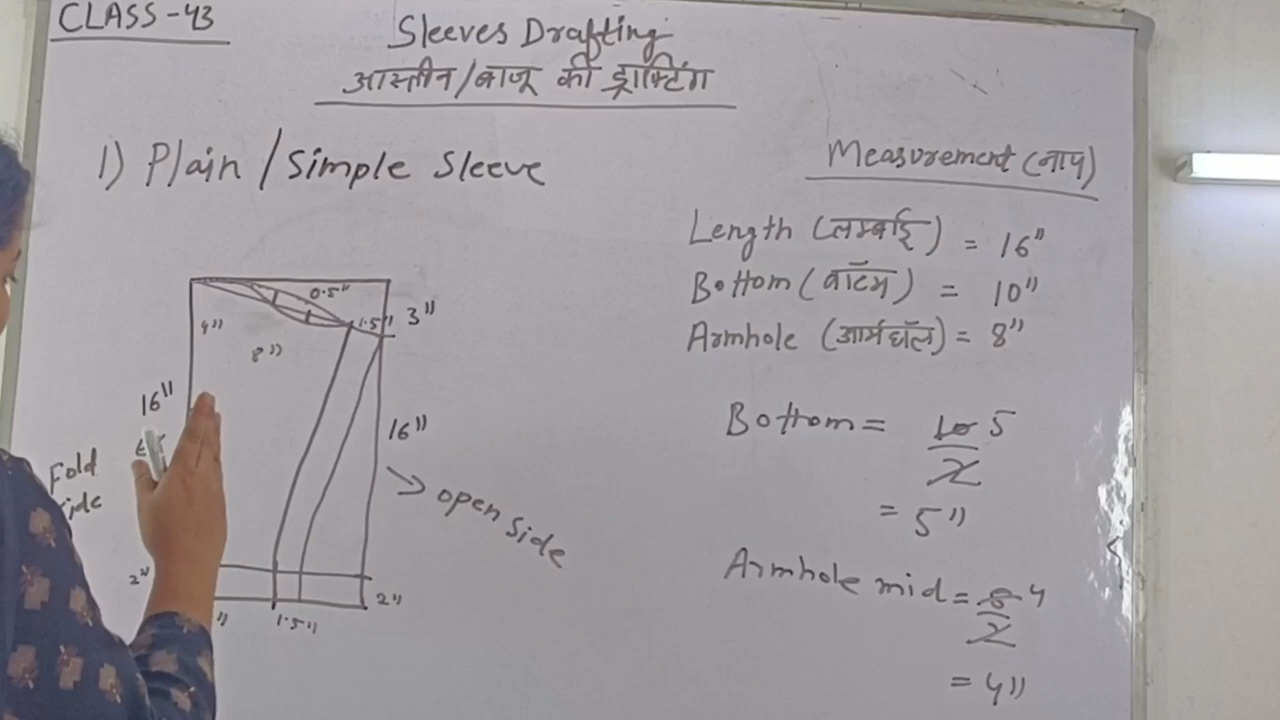 CLASS-43
Sleeves Drafting
आस्तीन/बाजू की ड्राफ्टिंग
1) Plain/Simple Sleeve
Measurement (नाप)
Length (लम्बाई) = 16"
Bottom (बॉटम) = 10"
Armhole (आर्महॉल) = 8"
0.5"
1.5"
3"
4"
8"
16"
Fold
16"
open side
2"
1.5"
2"
Bottom = 10 5
2
= 5"
Armhole mid = 8 4
2
= 4"